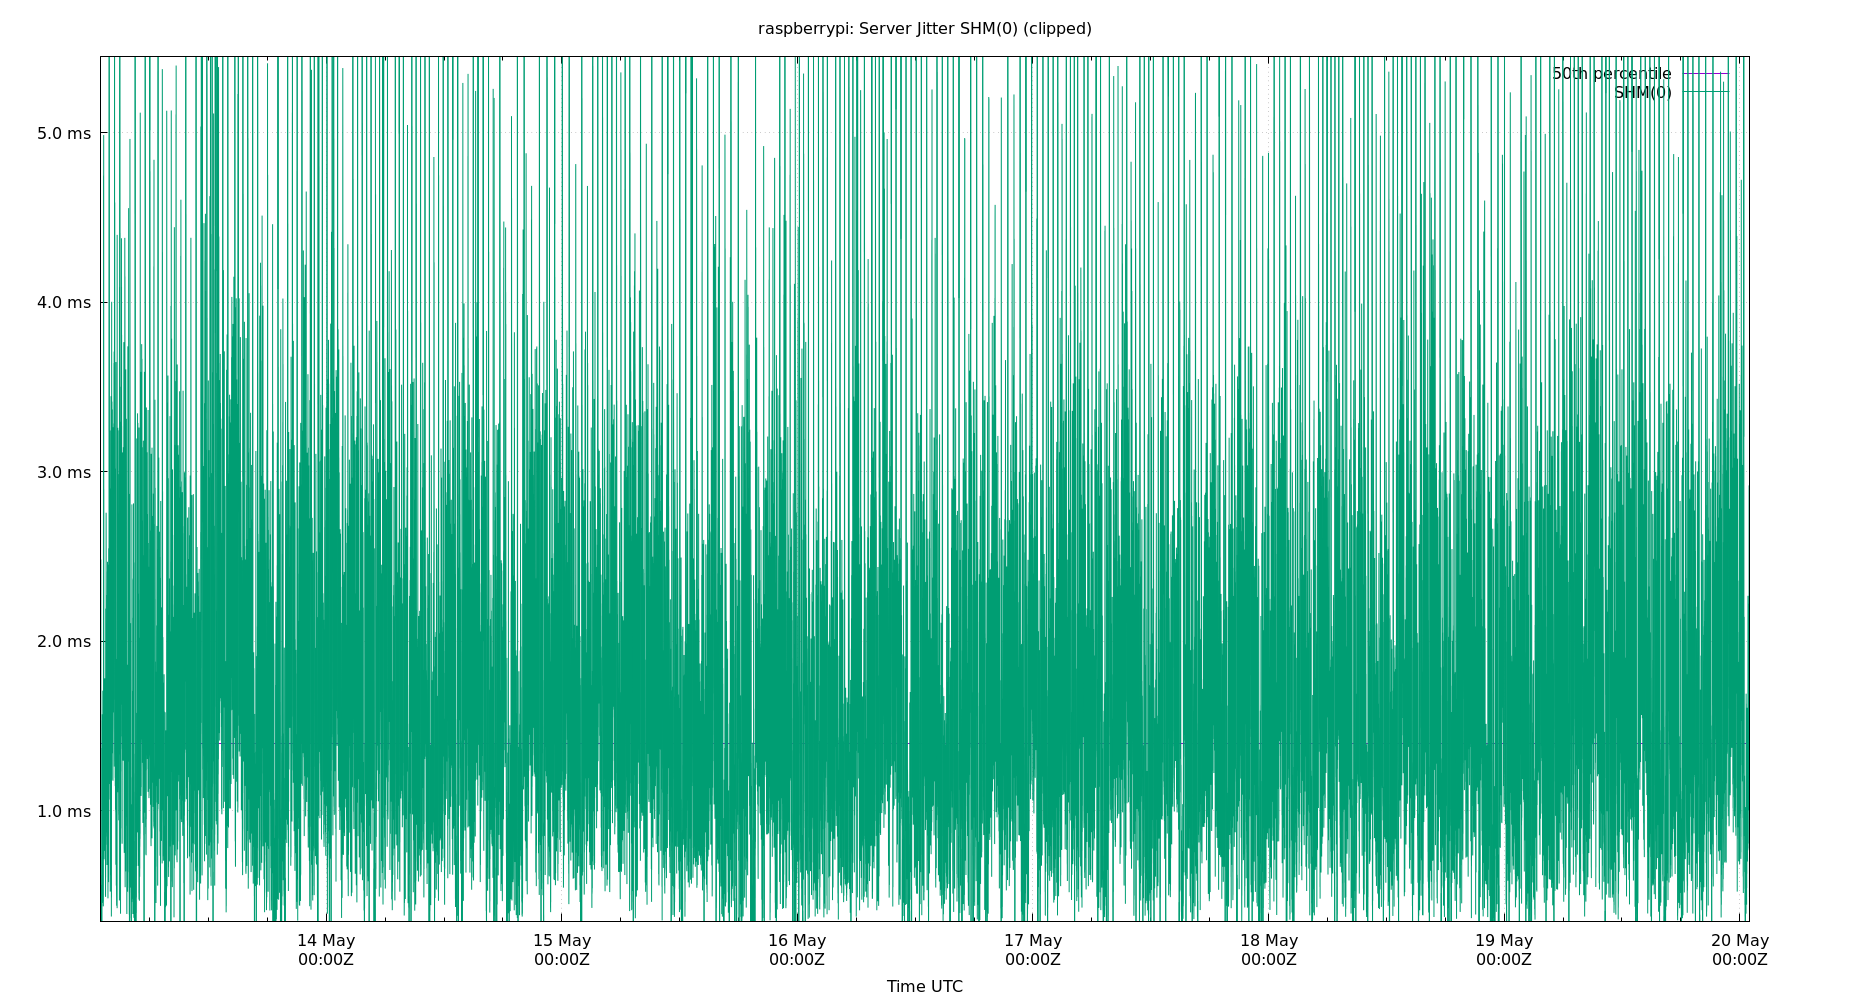 raspberrypi: Server Jitter SHM(0) (clipped)
50th percentile
SHM(0)
5.0 ms
4.0 ms
3.0 ms
2.0 ms
1.0 ms
14 May 15 May 16 May 17 May 18 May 19 May 20 May
00:00Z 00:00Z 00:00Z 00:00Z 00:00Z 00:00Z 00:00Z
Time UTC